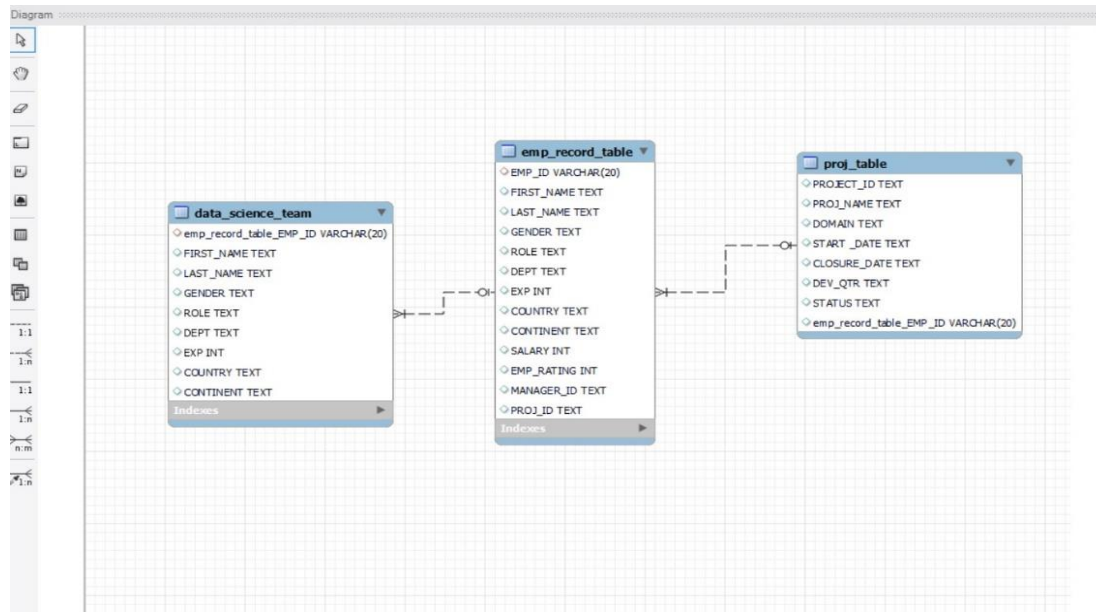 Diagram
1:1
1:n
1:1
1:n
n:m
1:n
data_science_team
emp_record_table_EMP_ID VARCHAR(20)
FIRST_NAME TEXT
LAST_NAME TEXT
GENDER TEXT
ROLE TEXT
DEPT TEXT
EXP INT
COUNTRY TEXT
CONTINENT TEXT
Indexes
emp_record_table
EMP_ID VARCHAR(20)
FIRST_NAME TEXT
LAST_NAME TEXT
GENDER TEXT
ROLE TEXT
DEPT TEXT
EXP INT
COUNTRY TEXT
CONTINENT TEXT
SALARY INT
EMP_RATING INT
MANAGER_ID TEXT
PROJ_ID TEXT
Indexes
proj_table
PROJECT_ID TEXT
PROJ_NAME TEXT
DOMAIN TEXT
START _DATE TEXT
CLOSURE_DATE TEXT
DEV_QTR TEXT
STATUS TEXT
emp_record_table_EMP_ID VARCHAR(20)